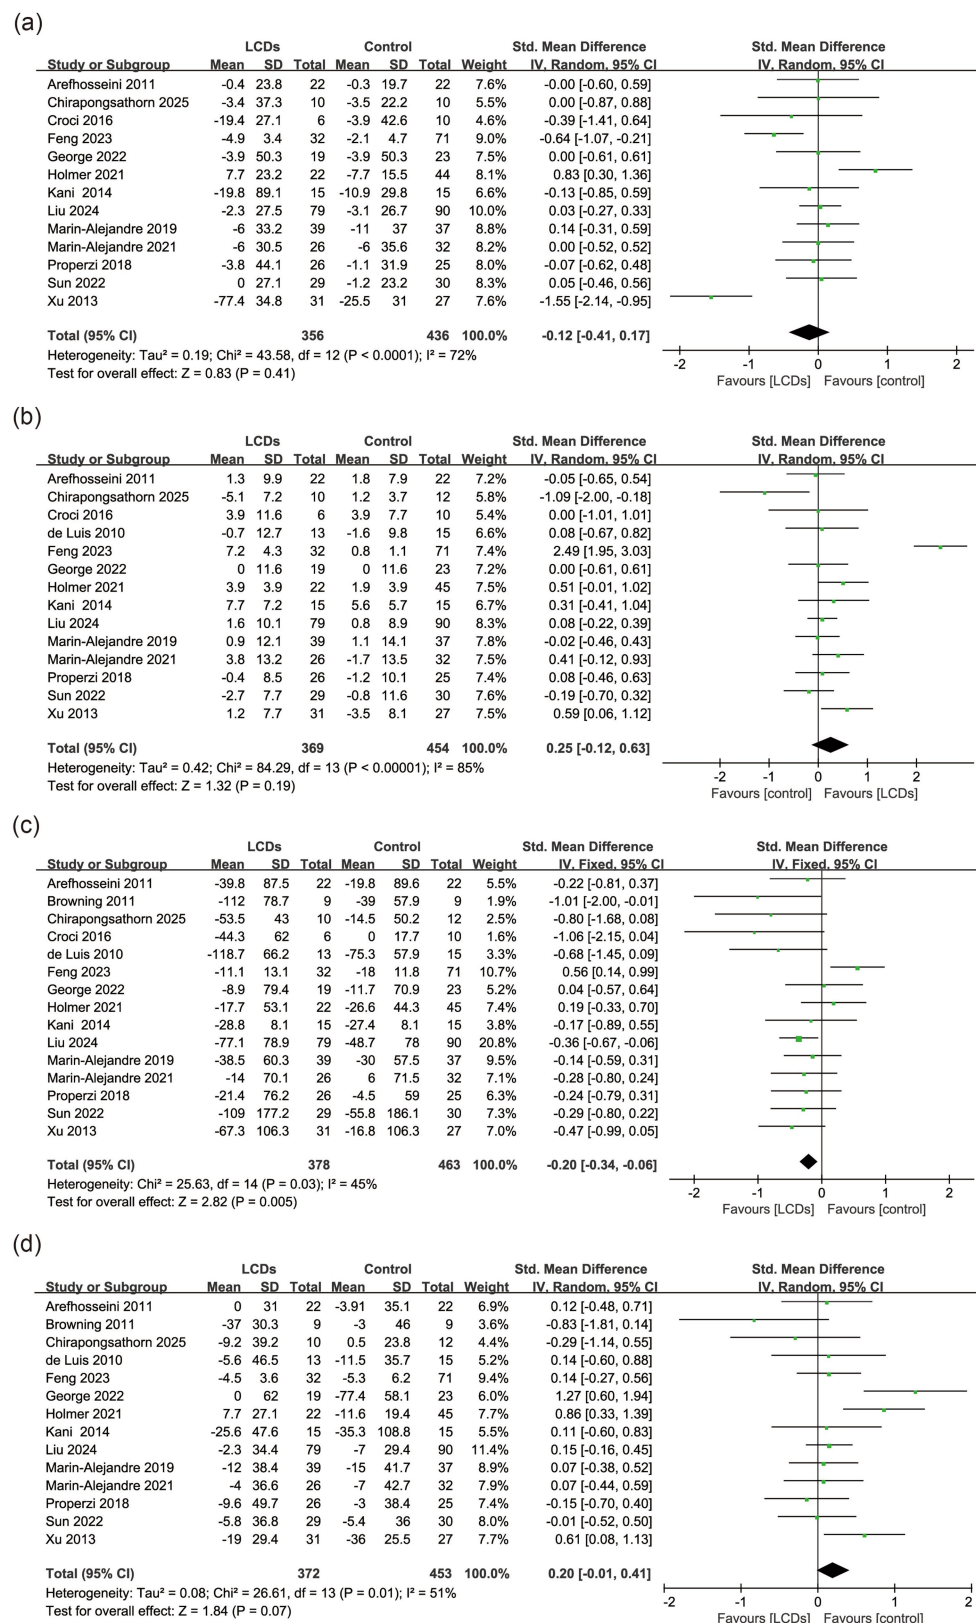 (a)
LCDs Control Std. Mean Difference Std. Mean Difference
Study or Subgroup Mean SD Total Mean SD Total Weight IV, Random, 95% CI IV, Random, 95% CI
Arefhosseini 2011 -0.4 23.8 22 -0.3 19.7 22 7.6% -0.00 [-0.60, 0.59]
Chirapongsathorn 2025 -3.4 37.3 10 -3.5 22.2 10 5.5% 0.00 [-0.87, 0.88]
Croci 2016 -19.4 27.1 6 -3.9 42.6 10 4.6% -0.39 [-1.41, 0.64]
Feng 2023 -4.9 3.4 32 -2.1 4.7 71 9.0% -0.64 [-1.07, -0.21]
George 2022 -3.9 50.3 19 -3.9 50.3 23 7.5% 0.00 [-0.61, 0.61]
Holmer 2021 7.7 23.2 22 -7.7 15.5 44 8.1% 0.83 [0.30, 1.36]
Kani 2014 -19.8 89.1 15 -10.9 29.8 15 6.6% -0.13 [-0.85, 0.59]
Liu 2024 -2.3 27.5 79 -3.1 26.7 90 10.0% 0.03 [-0.27, 0.33]
Marin-Alejandre 2019 -6 33.2 39 -11 37 37 8.8% 0.14 [-0.31, 0.59]
Marin-Alejandre 2021 -6 30.5 26 -6 35.6 32 8.2% 0.00 [-0.52, 0.52]
Properzi 2018 -3.8 44.1 26 -1.1 31.9 25 8.0% -0.07 [-0.62, 0.48]
Sun 2022 0 27.1 29 -1.2 23.2 30 8.3% 0.05 [-0.46, 0.56]
Xu 2013 -77.4 34.8 31 -25.5 31 27 7.6% -1.55 [-2.14, -0.95]
Total (95% CI) 356 436 100.0% -0.12 [-0.41, 0.17]
Heterogeneity: Tau² = 0.19; Chi² = 43.58, df = 12 (P < 0.0001); I² = 72%
Test for overall effect: Z = 0.83 (P = 0.41)
-2 -1 0 1 2
Favours [LCDs] Favours [control]
(b)
LCDs Control Std. Mean Difference Std. Mean Difference
Study or Subgroup Mean SD Total Mean SD Total Weight IV, Random, 95% CI IV, Random, 95% CI
Arefhosseini 2011 1.3 9.9 22 1.8 7.9 22 7.2% -0.05 [-0.65, 0.54]
Chirapongsathorn 2025 -5.1 7.2 10 1.2 3.7 12 5.8% -1.09 [-2.00, -0.18]
Croci 2016 3.9 11.6 6 3.9 7.7 10 5.4% 0.00 [-1.01, 1.01]
de Luis 2010 -0.7 12.7 13 -1.6 9.8 15 6.6% 0.08 [-0.67, 0.82]
Feng 2023 7.2 4.3 32 0.8 1.1 71 7.4% 2.49 [1.95, 3.03]
George 2022 0 11.6 19 0 11.6 23 7.2% 0.00 [-0.61, 0.61]
Holmer 2021 3.9 3.9 22 1.9 3.9 45 7.5% 0.51 [-0.01, 1.02]
Kani 2014 7.7 7.2 15 5.6 5.7 15 6.7% 0.31 [-0.41, 1.04]
Liu 2024 1.6 10.1 79 0.8 8.9 90 8.3% 0.08 [-0.22, 0.39]
Marin-Alejandre 2019 0.9 12.1 39 1.1 14.1 37 7.8% -0.02 [-0.46, 0.43]
Marin-Alejandre 2021 3.8 13.2 26 -1.7 13.5 32 7.5% 0.41 [-0.12, 0.93]
Properzi 2018 -0.4 8.5 26 -1.2 10.1 25 7.4% 0.08 [-0.46, 0.63]
Sun 2022 -2.7 7.7 29 -0.8 11.6 30 7.6% -0.19 [-0.70, 0.32]
Xu 2013 1.2 7.7 31 -3.5 8.1 27 7.5% 0.59 [0.06, 1.12]
Total (95% CI) 369 454 100.0% 0.25 [-0.12, 0.63]
Heterogeneity: Tau² = 0.42; Chi² = 84.29, df = 13 (P < 0.00001); I² = 85%
Test for overall effect: Z = 1.32 (P = 0.19)
-2 -1 0 1 2
Favours [control] Favours [LCDs]
(c)
LCDs Control Std. Mean Difference Std. Mean Difference
Study or Subgroup Mean SD Total Mean SD Total Weight IV, Fixed, 95% CI IV, Fixed, 95% CI
Arefhosseini 2011 -39.8 87.5 22 -19.8 89.6 22 5.5% -0.22 [-0.81, 0.37]
Browning 2011 -112 78.7 9 -39 57.9 9 1.9% -1.01 [-2.00, -0.01]
Chirapongsathorn 2025 -53.5 43 10 -14.5 50.2 12 2.5% -0.80 [-1.68, 0.08]
Croci 2016 -44.3 62 6 0 17.7 10 1.6% -1.06 [-2.15, 0.04]
de Luis 2010 -118.7 66.2 13 -75.3 57.9 15 3.3% -0.68 [-1.45, 0.09]
Feng 2023 -11.1 13.1 32 -18 11.8 71 10.7% 0.56 [0.14, 0.99]
George 2022 -8.9 79.4 19 -11.7 70.9 23 5.2% 0.04 [-0.57, 0.64]
Holmer 2021 -17.7 53.1 22 -26.6 44.3 45 7.4% 0.19 [-0.33, 0.70]
Kani 2014 -28.8 8.1 15 -27.4 8.1 15 3.8% -0.17 [-0.89, 0.55]
Liu 2024 -77.1 78.9 79 -48.7 78 90 20.8% -0.36 [-0.67, -0.06]
Marin-Alejandre 2019 -38.5 60.3 39 -30 57.5 37 9.5% -0.14 [-0.59, 0.31]
Marin-Alejandre 2021 -14 70.1 26 6 71.5 32 7.1% -0.28 [-0.80, 0.24]
Properzi 2018 -21.4 76.2 26 -4.5 59 25 6.3% -0.24 [-0.79, 0.31]
Sun 2022 -109 177.2 29 -55.8 186.1 30 7.3% -0.29 [-0.80, 0.22]
Xu 2013 -67.3 106.3 31 -16.8 106.3 27 7.0% -0.47 [-0.99, 0.05]
Total (95% CI) 378 463 100.0% -0.20 [-0.34, -0.06]
Heterogeneity: Chi² = 25.63, df = 14 (P = 0.03); I² = 45%
Test for overall effect: Z = 2.82 (P = 0.005)
-2 -1 0 1 2
Favours [LCDs] Favours [control]
(d)
LCDs Control Std. Mean Difference Std. Mean Difference
Study or Subgroup Mean SD Total Mean SD Total Weight IV, Random, 95% CI IV, Random, 95% CI
Arefhosseini 2011 0 31 22 -3.91 35.1 22 6.9% 0.12 [-0.48, 0.71]
Browning 2011 -37 30.3 9 -3 46 9 3.6% -0.83 [-1.81, 0.14]
Chirapongsathorn 2025 -9.2 39.2 10 0.5 23.8 12 4.4% -0.29 [-1.14, 0.55]
de Luis 2010 -5.6 46.5 13 -11.5 35.7 15 5.2% 0.14 [-0.60, 0.88]
Feng 2023 -4.5 3.6 32 -5.3 6.2 71 9.4% 0.14 [-0.27, 0.56]
George 2022 0 62 19 -77.4 58.1 23 6.0% 1.27 [0.60, 1.94]
Holmer 2021 7.7 27.1 22 -11.6 19.4 45 7.7% 0.86 [0.33, 1.39]
Kani 2014 -25.6 47.6 15 -35.3 108.8 15 5.5% 0.11 [-0.60, 0.83]
Liu 2024 -2.3 34.4 79 -7 29.4 90 11.4% 0.15 [-0.16, 0.45]
Marin-Alejandre 2019 -12 38.4 39 -15 41.7 37 8.9% 0.07 [-0.38, 0.52]
Marin-Alejandre 2021 -4 36.6 26 -7 42.7 32 7.9% 0.07 [-0.44, 0.59]
Properzi 2018 -9.6 49.7 26 -3 38.4 25 7.4% -0.15 [-0.70, 0.40]
Sun 2022 -5.8 36.8 29 -5.4 36 30 8.0% -0.01 [-0.52, 0.50]
Xu 2013 -19 29.4 31 -36 25.5 27 7.7% 0.61 [0.08, 1.13]
Total (95% CI) 372 453 100.0% 0.20 [-0.01, 0.41]
Heterogeneity: Tau² = 0.08; Chi² = 26.61, df = 13 (P = 0.01); I² = 51%
Test for overall effect: Z = 1.84 (P = 0.07)
-2 -1 0 1 2
Favours [LCDs] Favours [control]